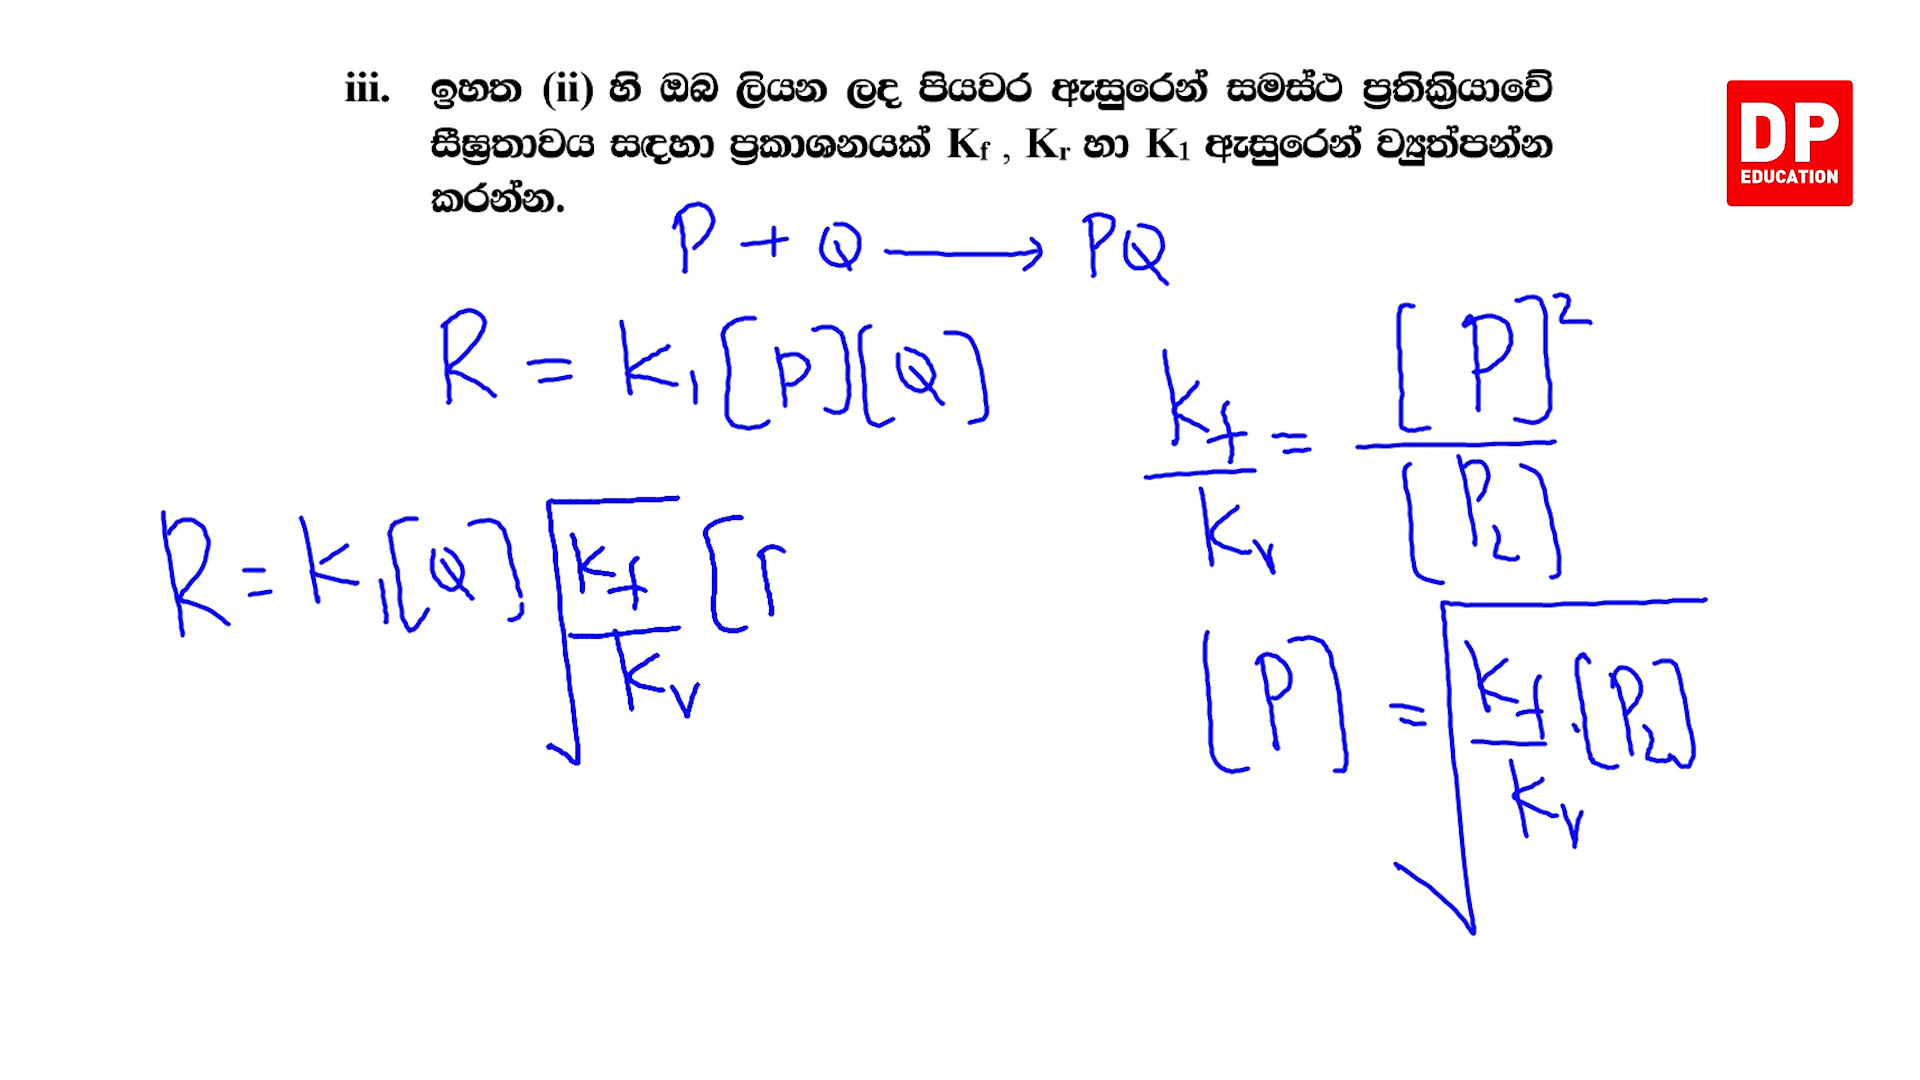 iii. ඉහත (ii) හි ඔබ ලියන ලද පියවර ඇසුරෙන් සමස්ථ ප්‍රතික්‍රියාවේ
සීඝ්‍රතාවය සඳහා ප්‍රකාශනයක් Kf , Kr හා K1 ඇසුරෙන් ව්‍යුත්පන්න
කරන්න.
DP
EDUCATION
P + Q ⟶ PQ
R = k₁[P][Q]
kf/kr = [P]²/[P₂]
R = k₁[Q] √(kf/kr) [
[P] = √(kf/kr . [P₂])